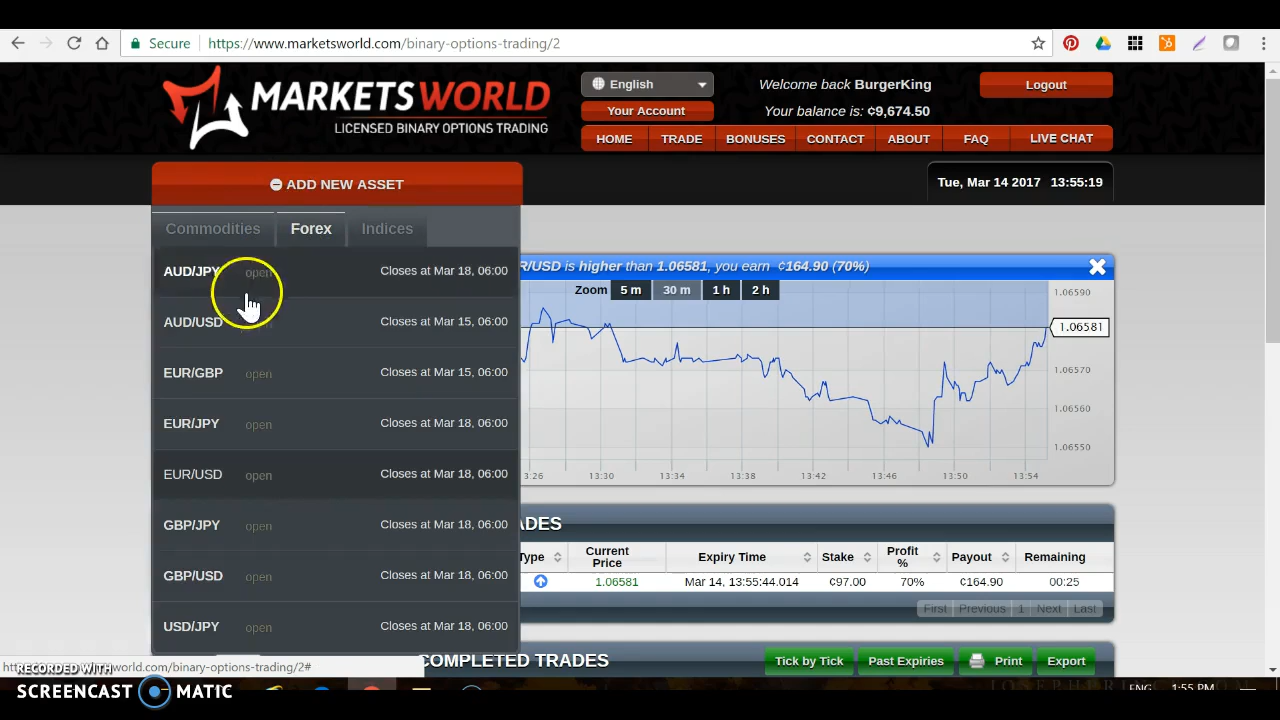 Secure https://www.marketsworld.com/binary-options-trading/2
MARKETSWORLD
LICENSED BINARY OPTIONS TRADING
English
Your Account
Welcome back BurgerKing
Your balance is: ¢9,674.50
Logout
HOME TRADE BONUSES CONTACT ABOUT FAQ LIVE CHAT
ADD NEW ASSET
Tue, Mar 14 2017 13:55:19
Commodities Forex Indices
AUD/JPY open Closes at Mar 18, 06:00
AUD/USD Closes at Mar 15, 06:00
EUR/GBP open Closes at Mar 15, 06:00
EUR/JPY open Closes at Mar 18, 06:00
EUR/USD open Closes at Mar 18, 06:00
GBP/JPY open Closes at Mar 18, 06:00
GBP/USD open Closes at Mar 18, 06:00
USD/JPY open Closes at Mar 18, 06:00
R/USD is higher than 1.06581, you earn ¢164.90 (70%)
Zoom 5 m 30 m 1 h 2 h
1.06590
1.06581
1.06570
1.06560
1.06550
3:26 13:30 13:34 13:38 13:42 13:46 13:50 13:54
ADES
Type Current Price Expiry Time Stake Profit % Payout Remaining
1.06581 Mar 14, 13:55:44.014 ¢97.00 70% ¢164.90 00:25
First Previous 1 Next Last
COMPLETED TRADES
Tick by Tick Past Expiries Print Export
RECORDED WITH
SCREENCAST MATIC
world.com/binary-options-trading/2#
ENG 1:55 PM